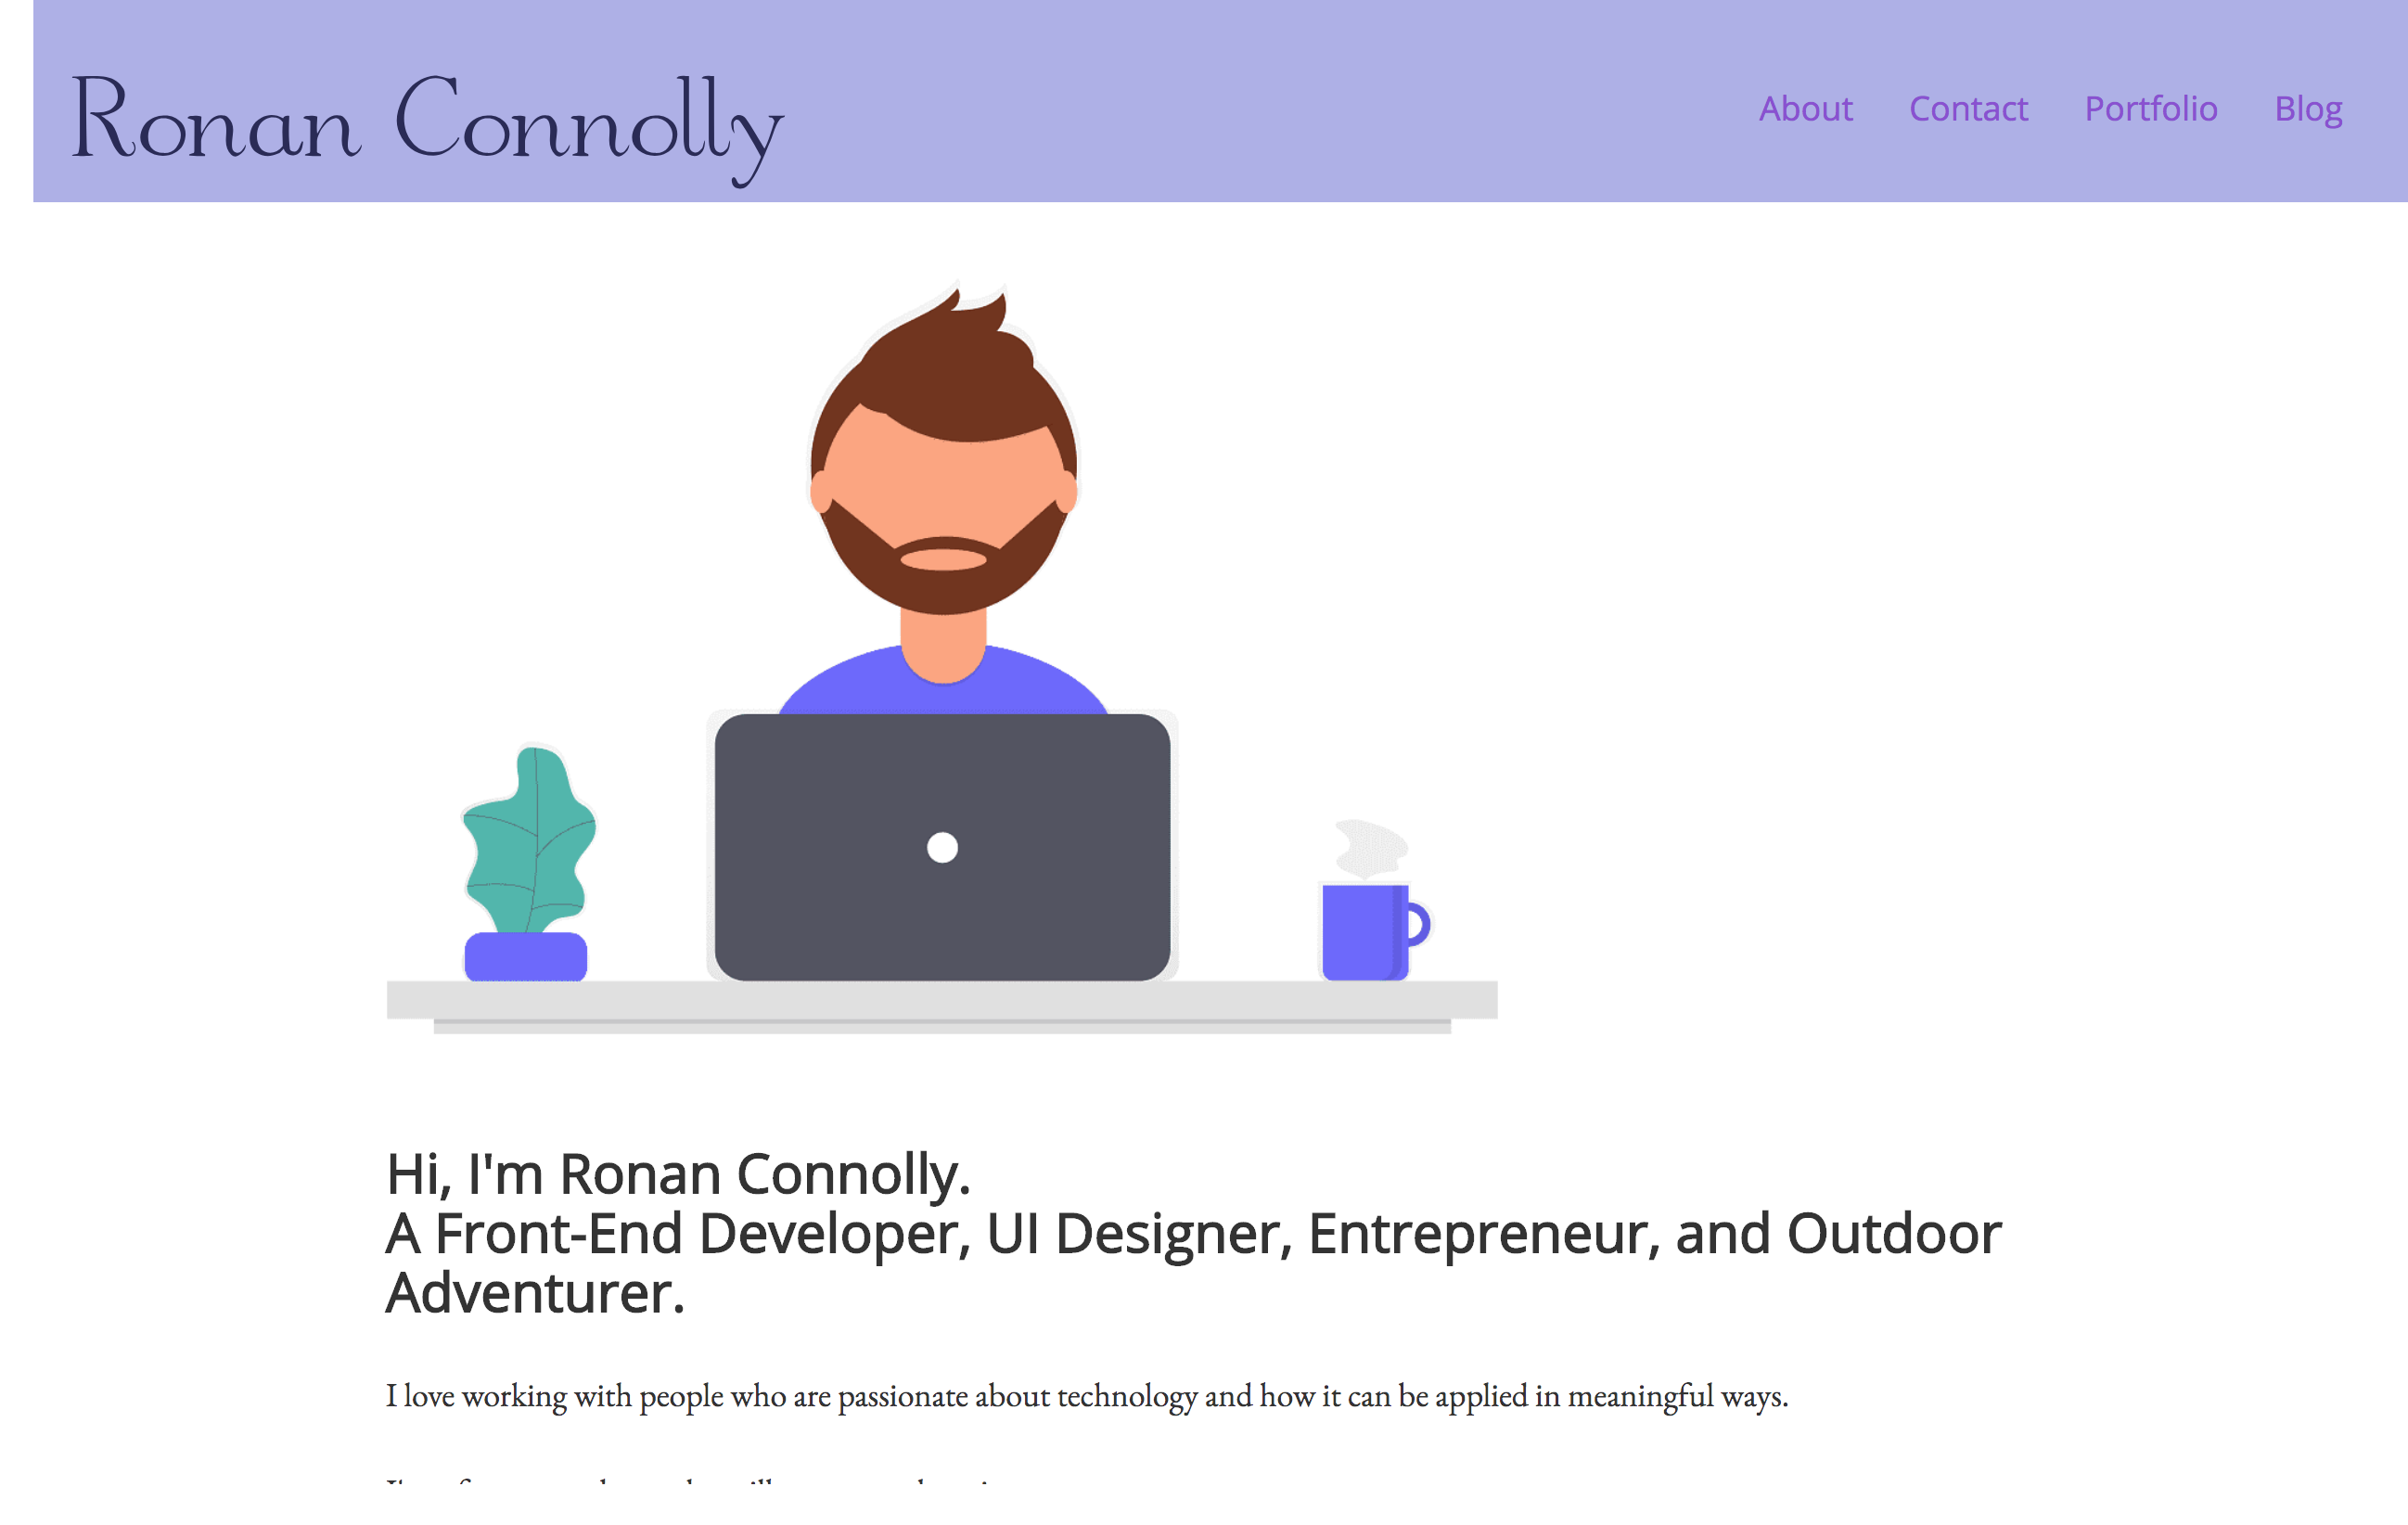 Ronan Connolly
About Contact Portfolio Blog
Hi, I'm Ronan Connolly.
A Front-End Developer, UI Designer, Entrepreneur, and Outdoor
Adventurer.
I love working with people who are passionate about technology and how it can be applied in meaningful ways.